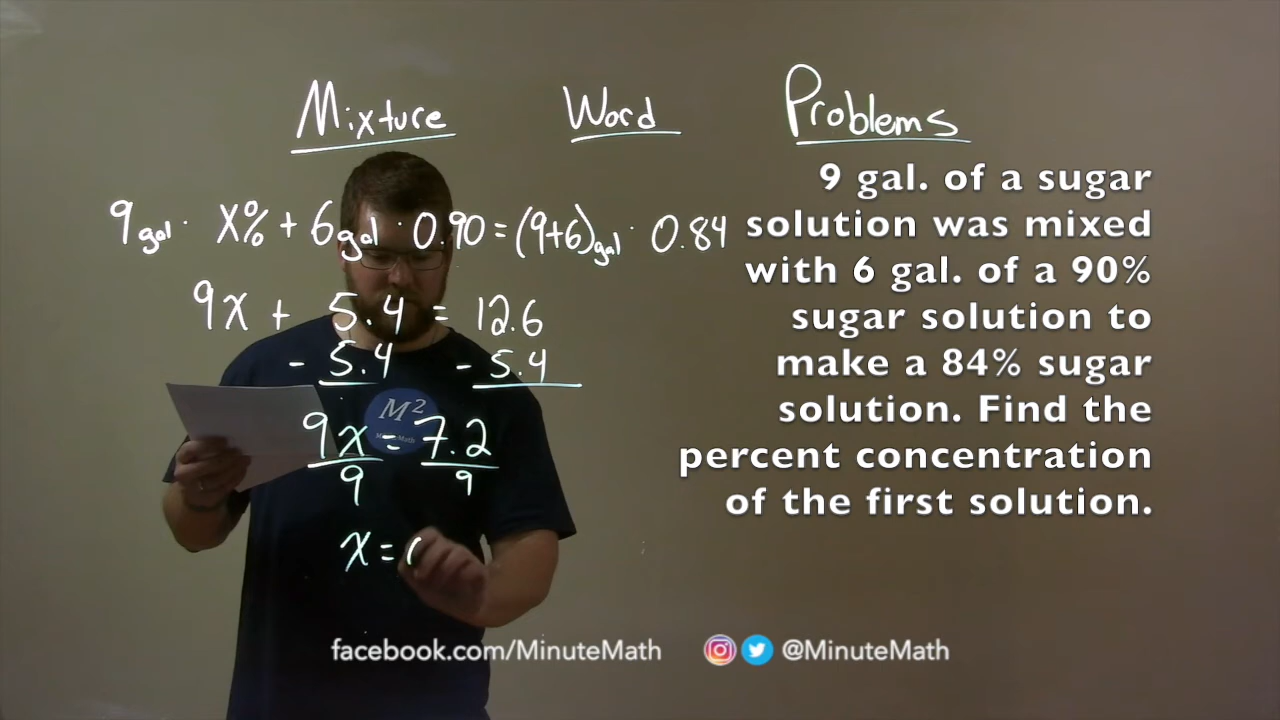 Mixture Word Problems
9 gal. of a sugar
solution was mixed
with 6 gal. of a 90%
sugar solution to
make a 84% sugar
solution. Find the
percent concentration
of the first solution.
9gal · x% + 6gal · 0.90 = (9+6)gal · 0.84
9x + 5.4 = 12.6
- 5.4 - 5.4
9x = 7.2
9 9
x = 
M²
facebook.com/MinuteMath @MinuteMath